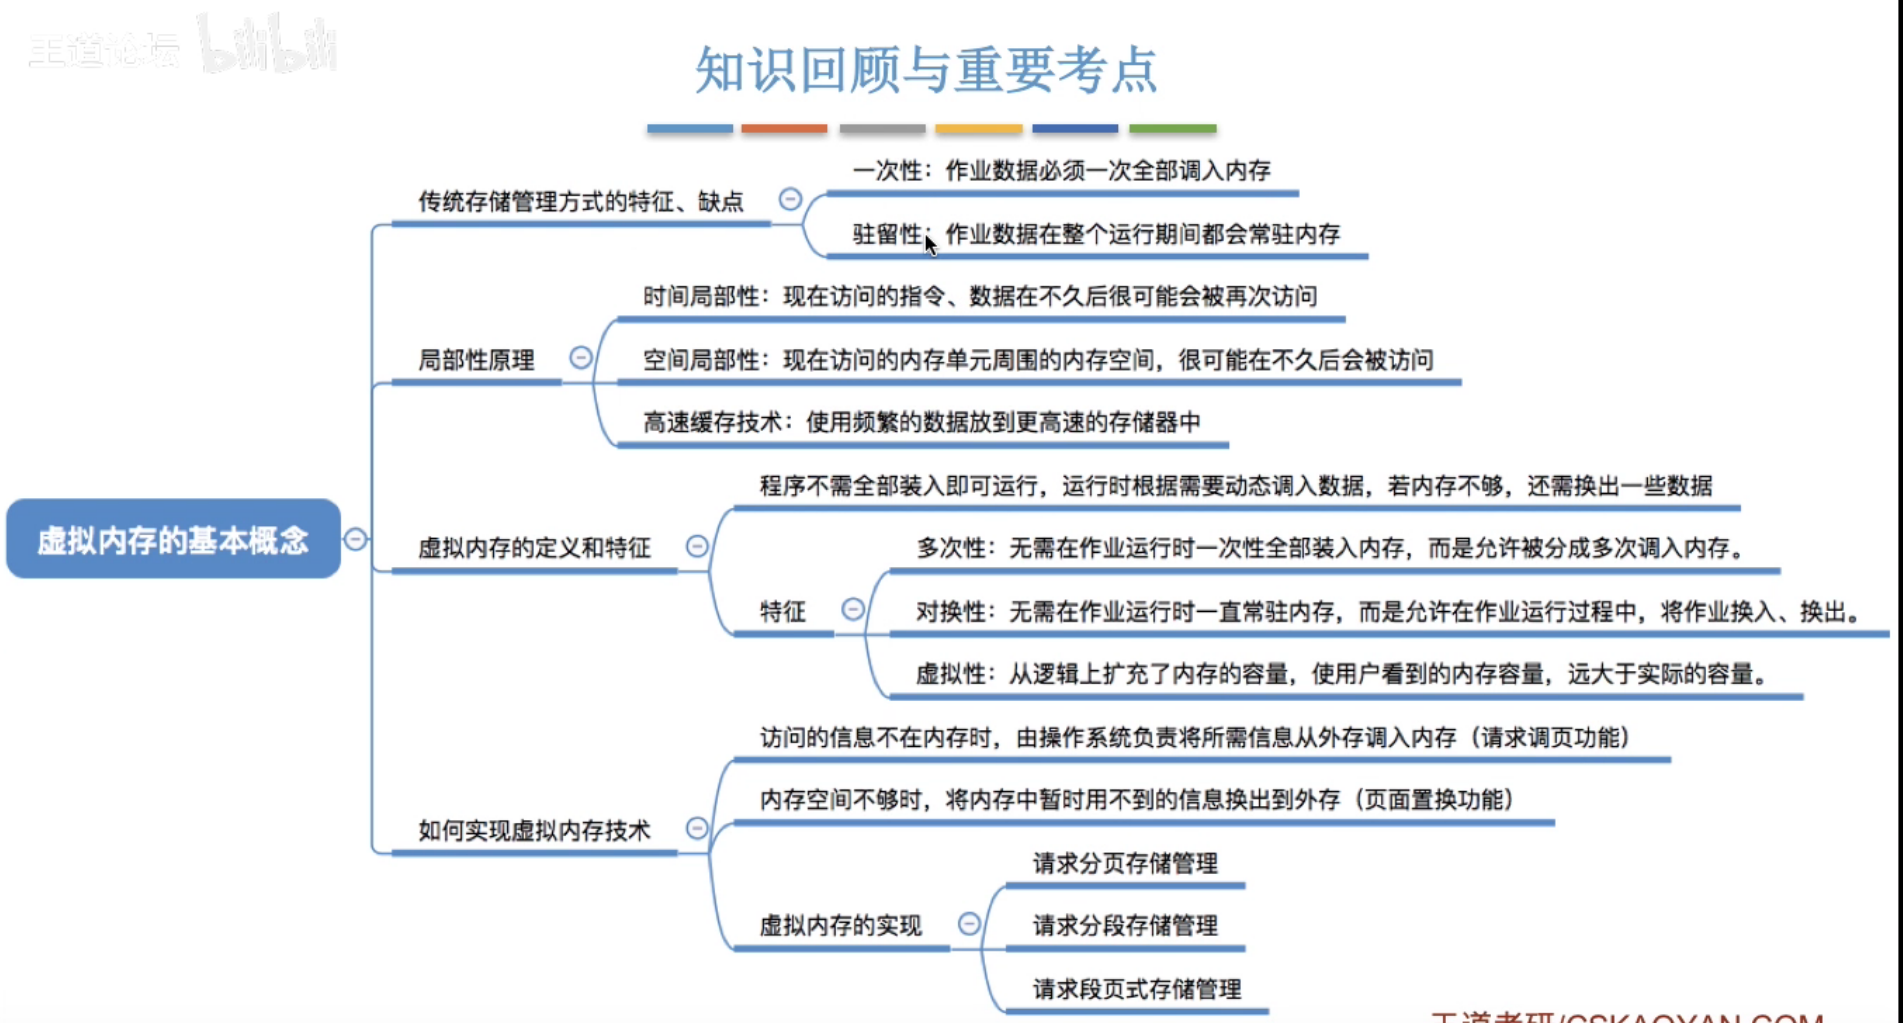 王道论坛 bilibili
知识回顾与重要考点
一次性：作业数据必须一次全部调入内存
传统存储管理方式的特征、缺点
驻留性：作业数据在整个运行期间都会常驻内存
时间局部性：现在访问的指令、数据在不久后很可能会被再次访问
局部性原理
空间局部性：现在访问的内存单元周围的内存空间，很可能在不久后会被访问
高速缓存技术：使用频繁的数据放到更高速的存储器中
虚拟内存的基本概念
程序不需全部装入即可运行，运行时根据需要动态调入数据，若内存不够，还需换出一些数据
虚拟内存的定义和特征
多次性：无需在作业运行时一次性全部装入内存，而是允许被分成多次调入内存。
特征
对换性：无需在作业运行时一直常驻内存，而是允许在作业运行过程中，将作业换入、换出。
虚拟性：从逻辑上扩充了内存的容量，使用户看到的内存容量，远大于实际的容量。
访问的信息不在内存时，由操作系统负责将所需信息从外存调入内存（请求调页功能）
内存空间不够时，将内存中暂时用不到的信息换出到外存（页面置换功能）
如何实现虚拟内存技术
请求分页存储管理
虚拟内存的实现
请求分段存储管理
请求段页式存储管理
王道考研/CSKAOYAN.COM